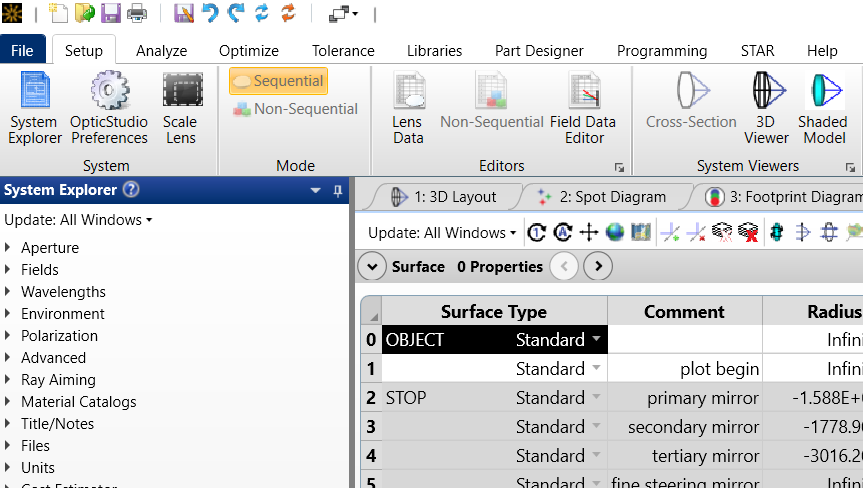 File Setup Analyze Optimize Tolerance Libraries Part Designer Programming STAR Help
System Explorer
OpticStudio Preferences
Scale Lens
System
Sequential
Non-Sequential
Mode
Lens Data
Non-Sequential
Field Data Editor
Editors
Cross-Section
3D Viewer
Shaded Model
System Viewers
System Explorer ?
Update: All Windows
Aperture
Fields
Wavelengths
Environment
Polarization
Advanced
Ray Aiming
Material Catalogs
Title/Notes
Files
Units
1: 3D Layout 2: Spot Diagram 3: Footprint Diagram
Update: All Windows
Surface 0 Properties
Surface Type Comment Radius
0 OBJECT Standard Infini
1 Standard plot begin Infini
2 STOP Standard primary mirror -1.588E+
3 Standard secondary mirror -1778.9
4 Standard tertiary mirror -3016.2
5 Standard fine steering mirror Infini